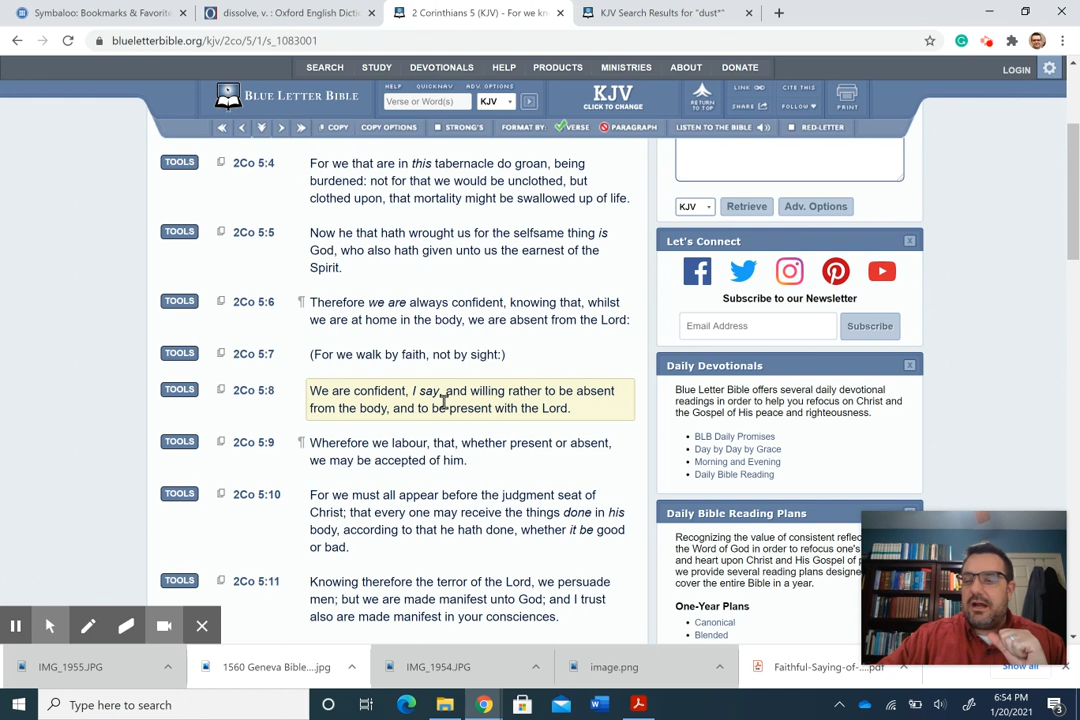 Symbaloo: Bookmarks & Favorite
dissolve, v. : Oxford English Dicti
2 Corinthians 5 (KJV) - For we kn
KJV Search Results for "dust*"
blueletterbible.org/kjv/2co/5/1/s_1083001
SEARCH STUDY DEVOTIONALS HELP PRODUCTS MINISTRIES ABOUT DONATE
LOGIN
BLUE LETTER BIBLE
HELP QUICKNAV ADV. OPTIONS
Verse or Word(s)
KJV
KJV
CLICK TO CHANGE
RETURN
TO TOP
LINK
SHARE
CITE THIS
FOLLOW
PRINT
COPY COPY OPTIONS STRONG'S FORMAT BY: VERSE PARAGRAPH LISTEN TO THE BIBLE RED-LETTER
TOOLS 2Co 5:4 For we that are in this tabernacle do groan, being
burdened: not for that we would be unclothed, but
clothed upon, that mortality might be swallowed up of life.
TOOLS 2Co 5:5 Now he that hath wrought us for the selfsame thing is
God, who also hath given unto us the earnest of the
Spirit.
TOOLS 2Co 5:6 ¶ Therefore we are always confident, knowing that, whilst
we are at home in the body, we are absent from the Lord:
TOOLS 2Co 5:7 (For we walk by faith, not by sight:)
TOOLS 2Co 5:8 We are confident, I say, and willing rather to be absent
from the body, and to be present with the Lord.
TOOLS 2Co 5:9 ¶ Wherefore we labour, that, whether present or absent,
we may be accepted of him.
TOOLS 2Co 5:10 For we must all appear before the judgment seat of
Christ; that every one may receive the things done in his
body, according to that he hath done, whether it be good
or bad.
TOOLS 2Co 5:11 Knowing therefore the terror of the Lord, we persuade
men; but we are made manifest unto God; and I trust
also are made manifest in your consciences.
KJV Retrieve Adv. Options
Let's Connect
Subscribe to our Newsletter
Email Address Subscribe
Daily Devotionals
Blue Letter Bible offers several daily devotional
readings in order to help you refocus on Christ and
the Gospel of His peace and righteousness.
BLB Daily Promises
Day by Day by Grace
Morning and Evening
Daily Bible Reading
Daily Bible Reading Plans
Recognizing the value of consistent reflec
the Word of God in order to refocus one's
and heart upon Christ and His Gospel of p
we provide several reading plans designe
cover the entire Bible in a year.
One-Year Plans
Canonical
Blended
IMG_1955.JPG
1560 Geneva Bible....jpg
IMG_1954.JPG
image.png
Faithful-Saying-of-....pdf
Show all
Type here to search
6:54 PM
1/20/2021
3